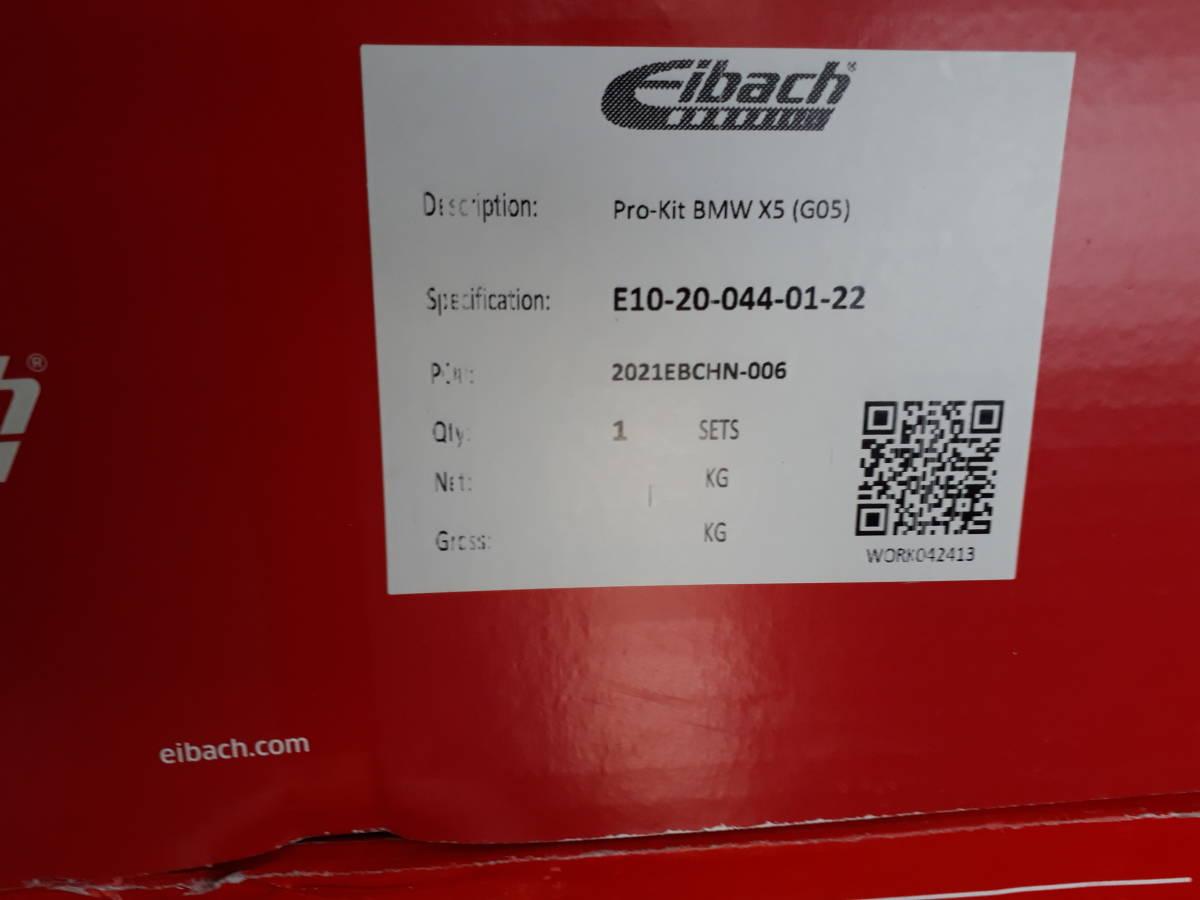 Eibach®
Description: Pro-Kit BMW X5 (G05)
Specification: E10-20-044-01-22
2021EBCHN-006
Qty: 1 SETS
Net: KG
Gross: KG
WORK042413
h®
eibach.com